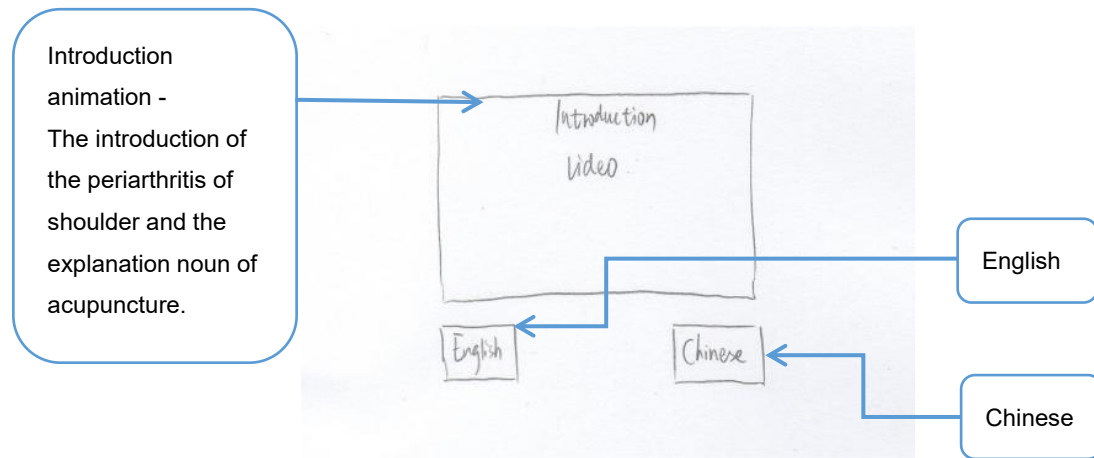 Introduction
animation -
The introduction of
the periarthritis of
shoulder and the
explanation noun of
acupuncture.
Introduction
Video
English
English
Chinese
Chinese